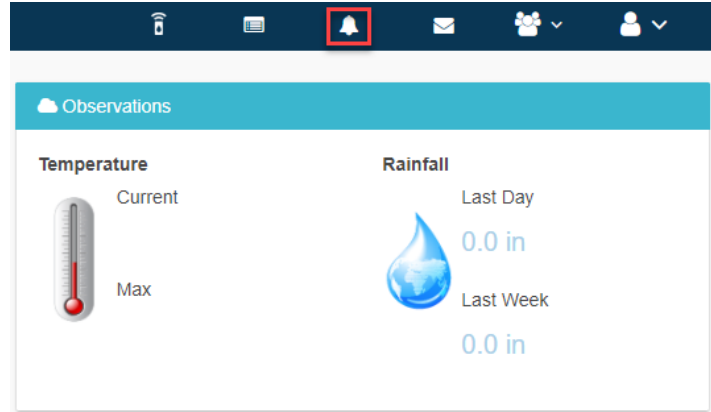 Observations
Temperature
Current
Max
Rainfall
Last Day
0.0 in
Last Week
0.0 in